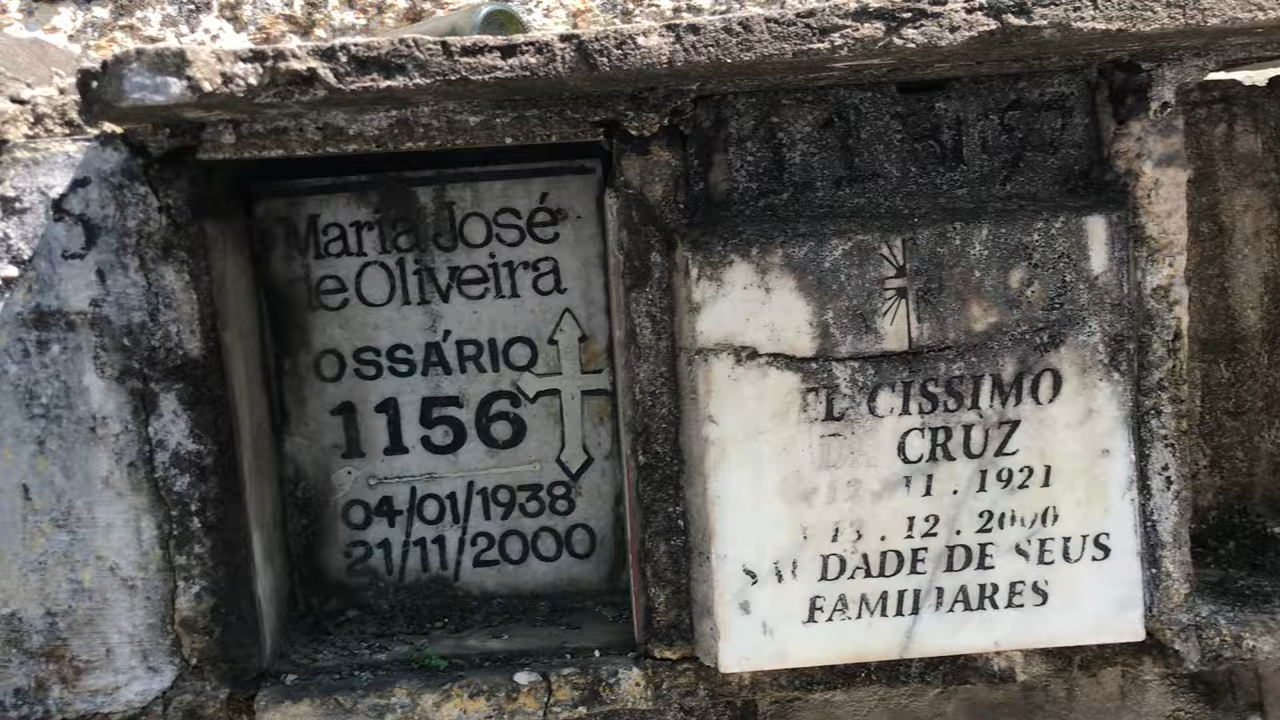 Maria José
de Oliveira
OSSÁRIO
1156
04/01/1938
21/11/2000
CISSIMO
CRUZ
11 . 1921
12 . 2000
SAUDADE DE SEUS
FAMILIARES